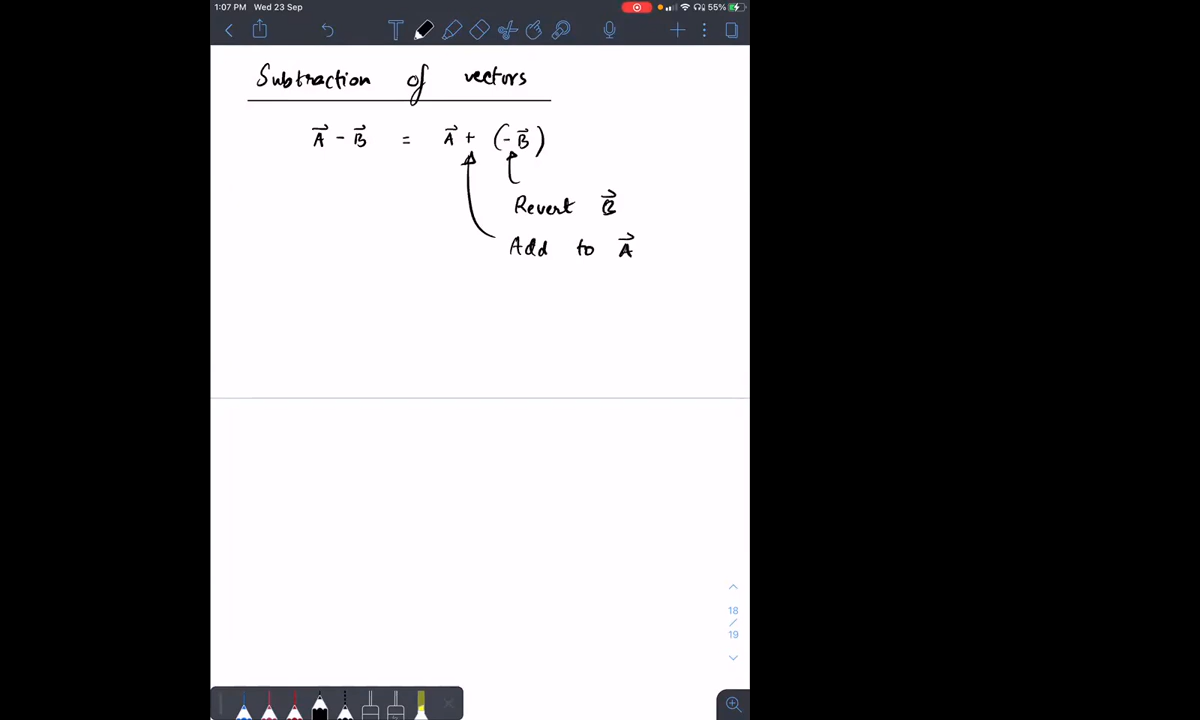 1:07 PM Wed 23 Sep 55%
Subtraction of vectors
A⃗ - B⃗ = A⃗ + (-B⃗)
Revert B⃗
Add to A⃗
18
/
19